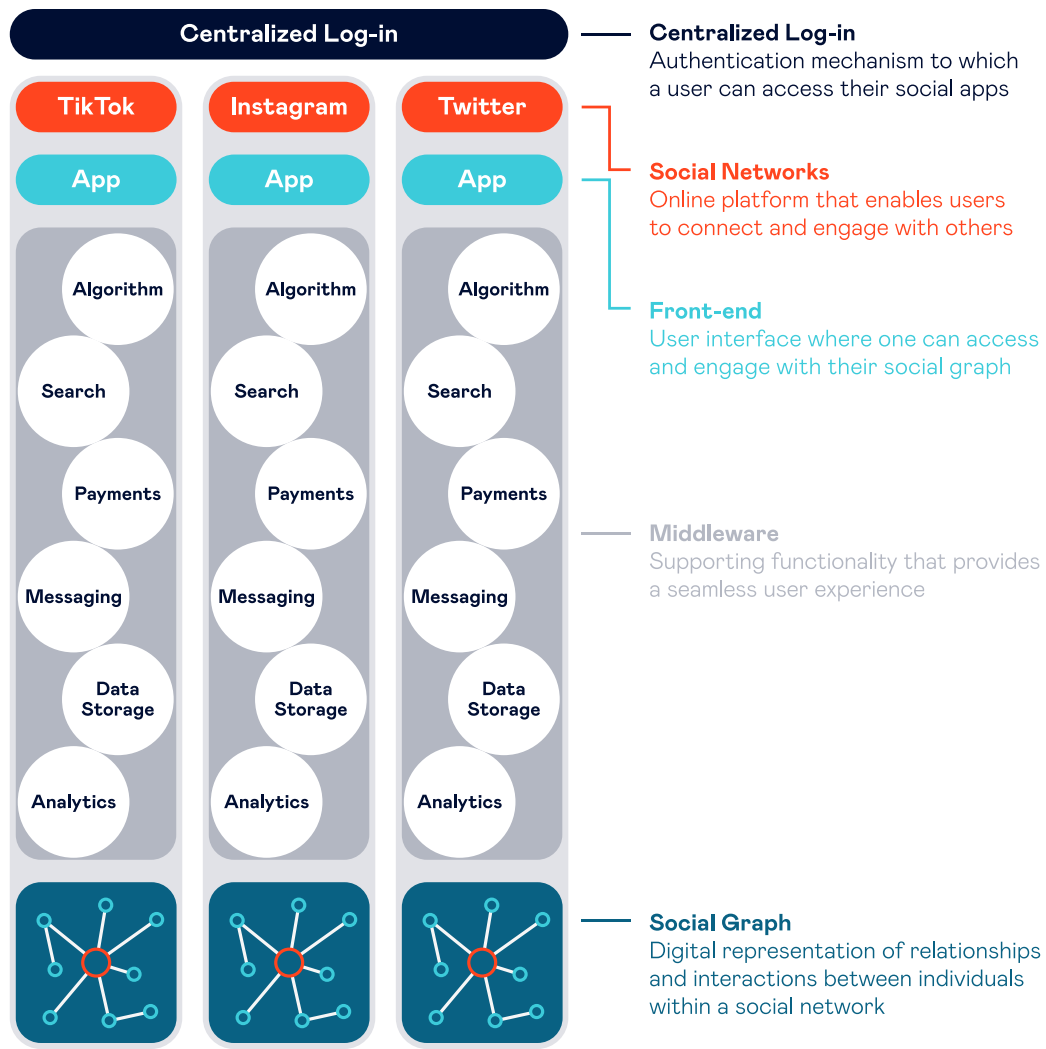 Centralized Log-in
TikTok
Instagram
Twitter
App
App
App
Algorithm
Algorithm
Algorithm
Search
Search
Search
Payments
Payments
Payments
Messaging
Messaging
Messaging
Data
Storage
Data
Storage
Data
Storage
Analytics
Analytics
Analytics
Centralized Log-in
Authentication mechanism to which
a user can access their social apps
Social Networks
Online platform that enables users
to connect and engage with others
Front-end
User interface where one can access
and engage with their social graph
Middleware
Supporting functionality that provides
a seamless user experience
Social Graph
Digital representation of relationships
and interactions between individuals
within a social network